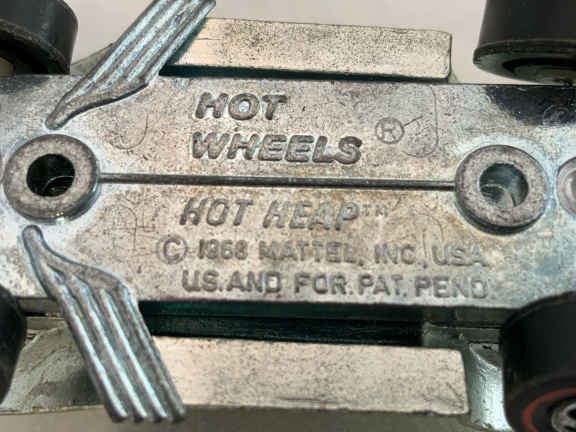 HOT
WHEELS ®
HOT HEAP™
© 1968 MATTEL, INC., USA
U.S. AND FOR. PAT. PEND